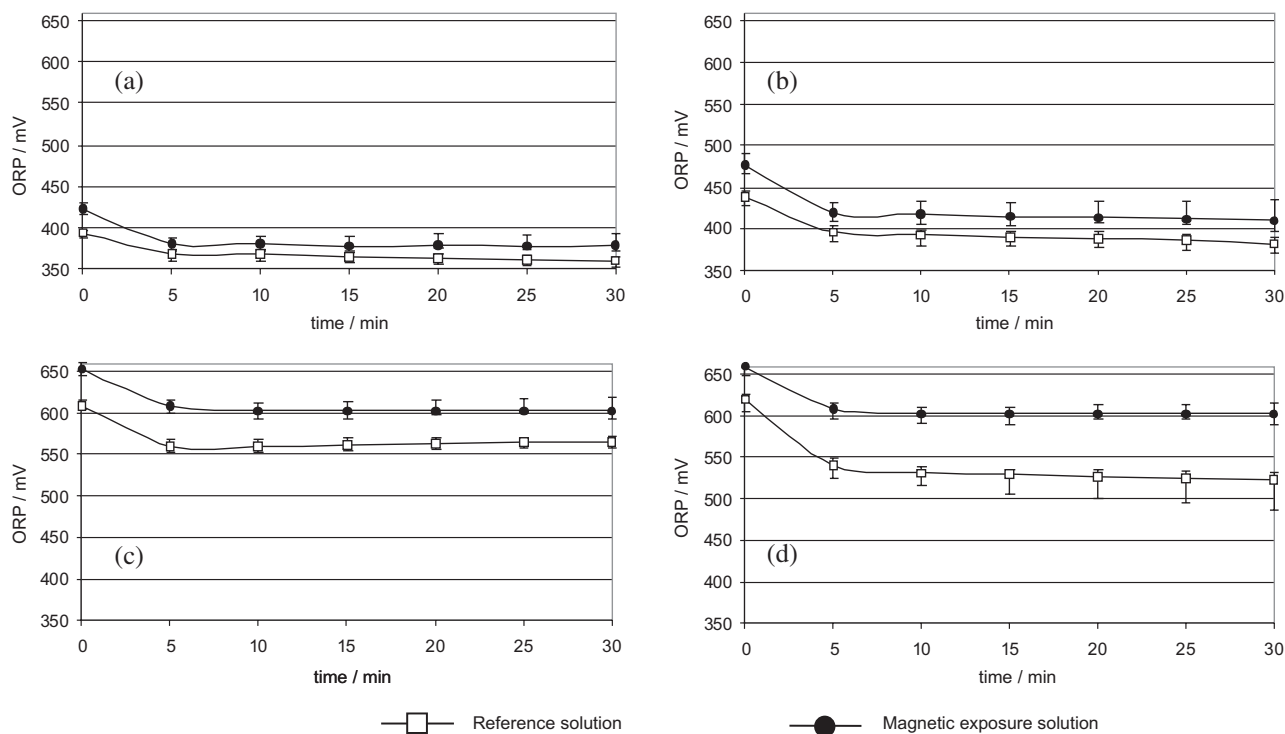 650
600
550
500
450
400
350
ORP / mV
(a)
0 5 10 15 20 25 30
time / min
650
600
550
500
450
400
350
ORP / mV
(b)
0 5 10 15 20 25 30
time / min
650
600
550
500
450
400
350
ORP / mV
(c)
0 5 10 15 20 25 30
time / min
650
600
550
500
450
400
350
ORP / mV
(d)
0 5 10 15 20 25 30
time / min
Reference solution
Magnetic exposure solution